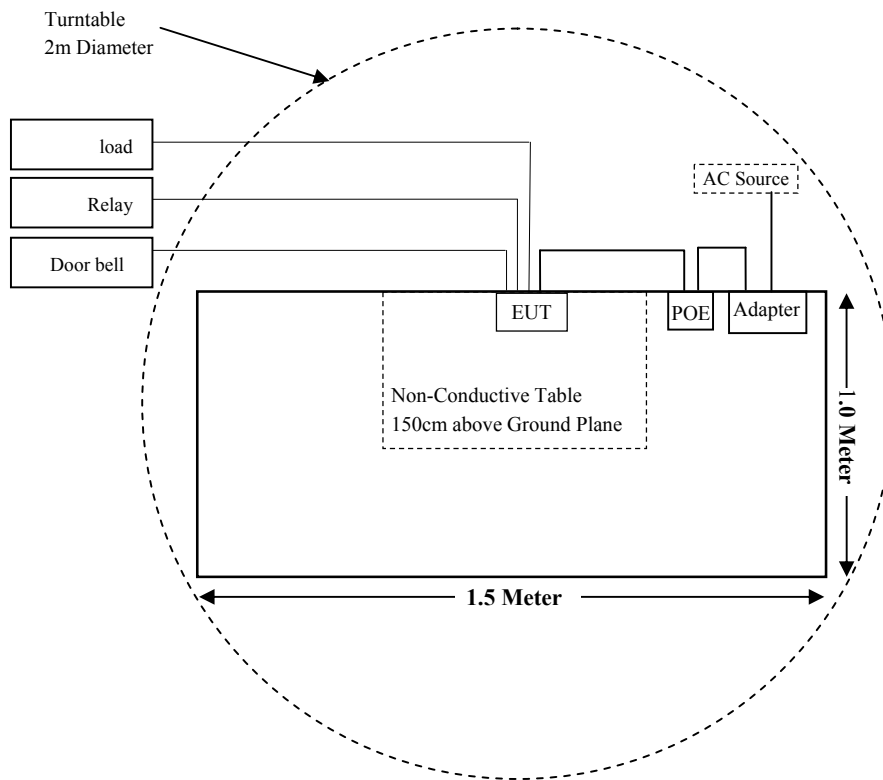 Turntable
2m Diameter
load
Relay
AC Source
Door bell
EUT
POE
Adapter
Non-Conductive Table
150cm above Ground Plane
1.0 Meter
1.5 Meter